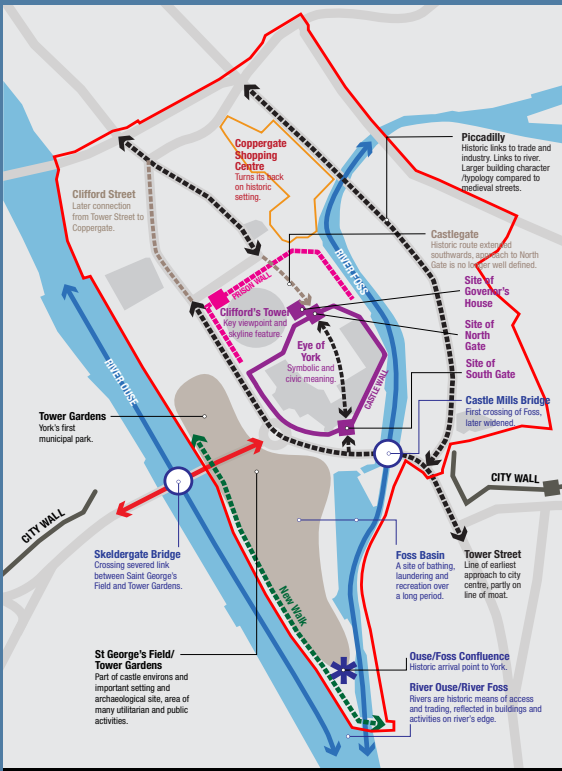 Piccadilly
Historic links to trade and
industry. Links to river.
Larger building character
/typology compared to
medieval streets.
Coppergate
Shopping
Centre
Turns its back
on historic
setting.
Clifford Street
Later connection
from Tower Street to
Coppergate.
Castlegate
Historic route extended
southwards, approach to North
Gate is no longer well defined.
RIVER FOSS
PRISON WALL
Site of
Govenor's
House
Clifford's Tower
Key viewpoint and
skyline feature.
Site of
North
Gate
Eye of
York
Symbolic and
civic meaning.
Site of
South Gate
CASTLE WALL
RIVER OUSE
Castle Mills Bridge
First crossing of Foss,
later widened.
Tower Gardens
York's first
municipal park.
CITY WALL
CITY WALL
Skeldergate Bridge
Crossing severed link
between Saint George's
Field and Tower Gardens.
Foss Basin
A site of bathing,
laundering and
recreation over
a long period.
Tower Street
Line of earliest
approach to city
centre, partly on
line of moat.
New Walk
St George's Field/
Tower Gardens
Part of castle environs and
important setting and
archaeological site, area of
many utilitarian and public
activities.
Ouse/Foss Confluence
Historic arrival point to York.
River Ouse/River Foss
Rivers are historic means of access
and trading, reflected in buildings and
activities on river's edge.